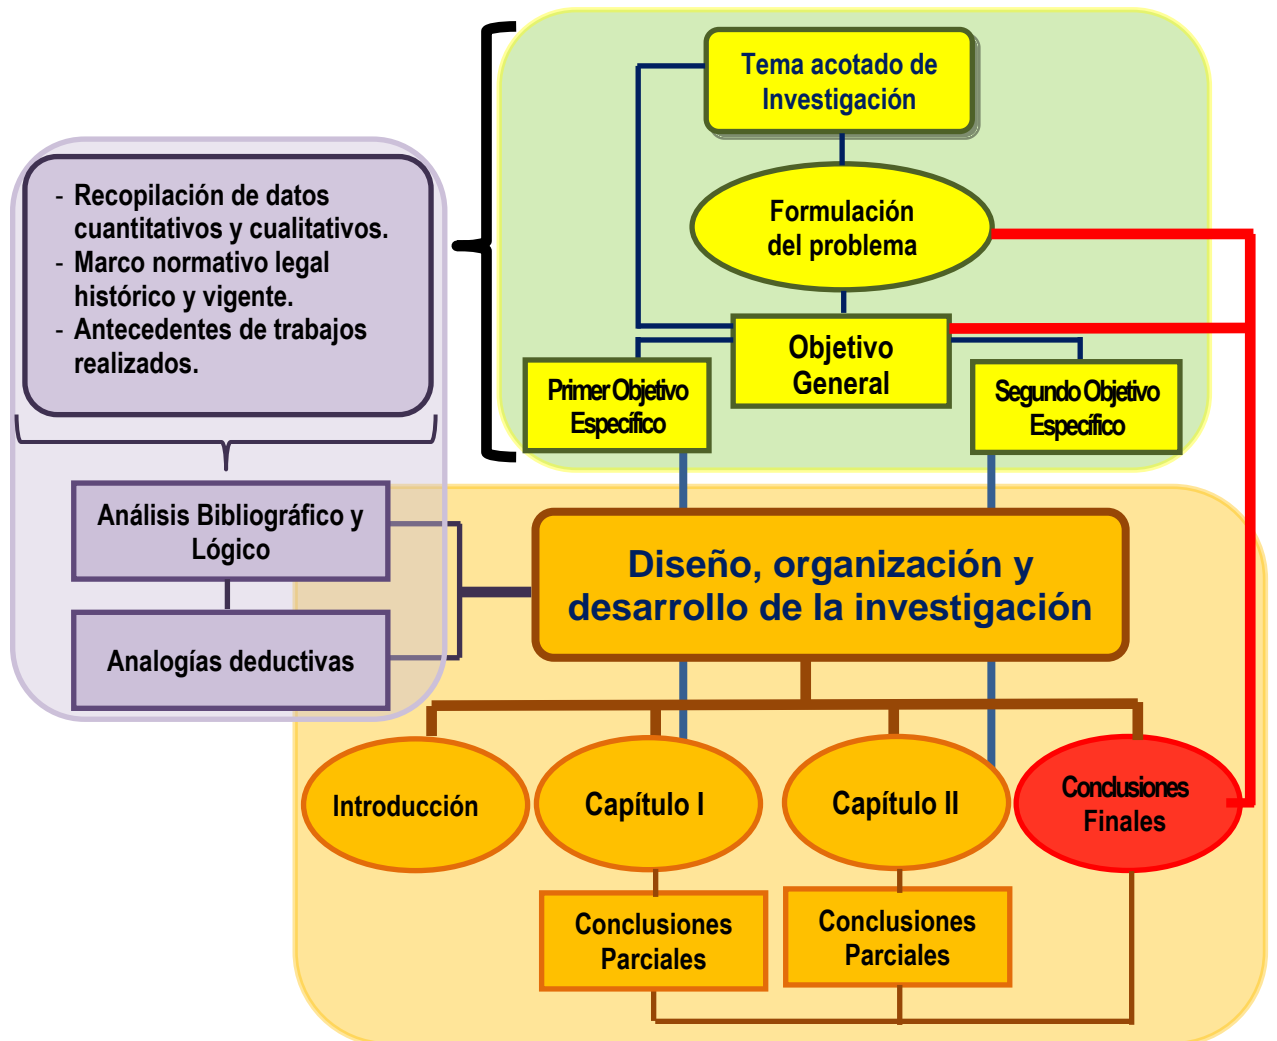 Tema acotado de
Investigación
Formulación
del problema
Objetivo
General
Primer Objetivo
Específico
Segundo Objetivo
Específico
- Recopilación de datos
cuantitativos y cualitativos.
- Marco normativo legal
histórico y vigente.
- Antecedentes de trabajos
realizados.
Análisis Bibliográfico y
Lógico
Analogías deductivas
Diseño, organización y
desarrollo de la investigación
Introducción
Capítulo I
Capítulo II
Conclusiones
Finales
Conclusiones
Parciales
Conclusiones
Parciales